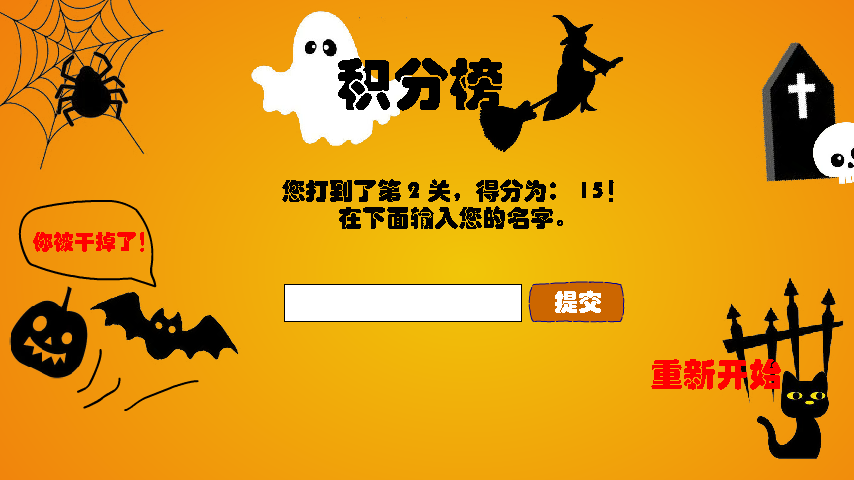 积分榜
您打到了第 2 关，得分为： 15！
在下面输入您的名字。
你被干掉了！
提交
重新开始